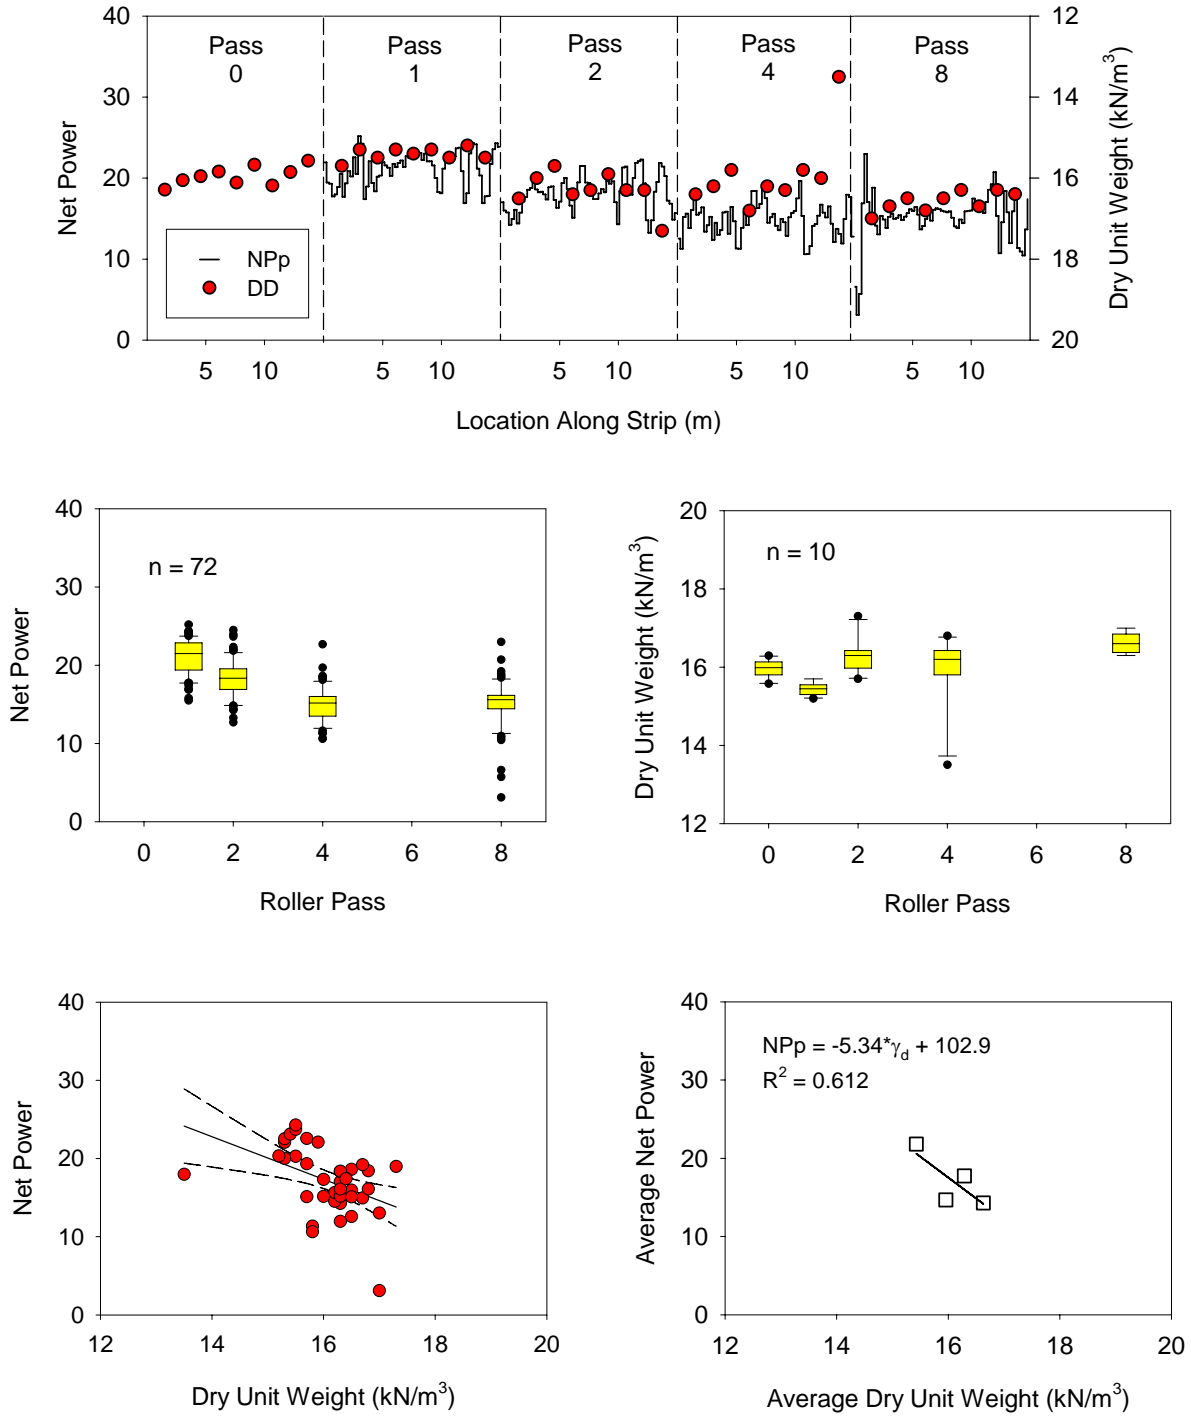 40
30
20
10
0
Net Power
Pass
0
Pass
1
Pass
2
Pass
4
Pass
8
NPp
DD
12
14
16
18
20
Dry Unit Weight (kN/m³)
5 10 5 10 5 10 5 10 5 10
Location Along Strip (m)
40
30
20
10
0
Net Power
n = 72
0 2 4 6 8
Roller Pass
20
18
16
14
12
Dry Unit Weight (kN/m³)
n = 10
0 2 4 6 8
Roller Pass
40
30
20
10
0
Net Power
12 14 16 18 20
Dry Unit Weight (kN/m³)
40
30
20
10
0
Average Net Power
NPp = -5.34*γd + 102.9
R² = 0.612
12 14 16 18 20
Average Dry Unit Weight (kN/m³)